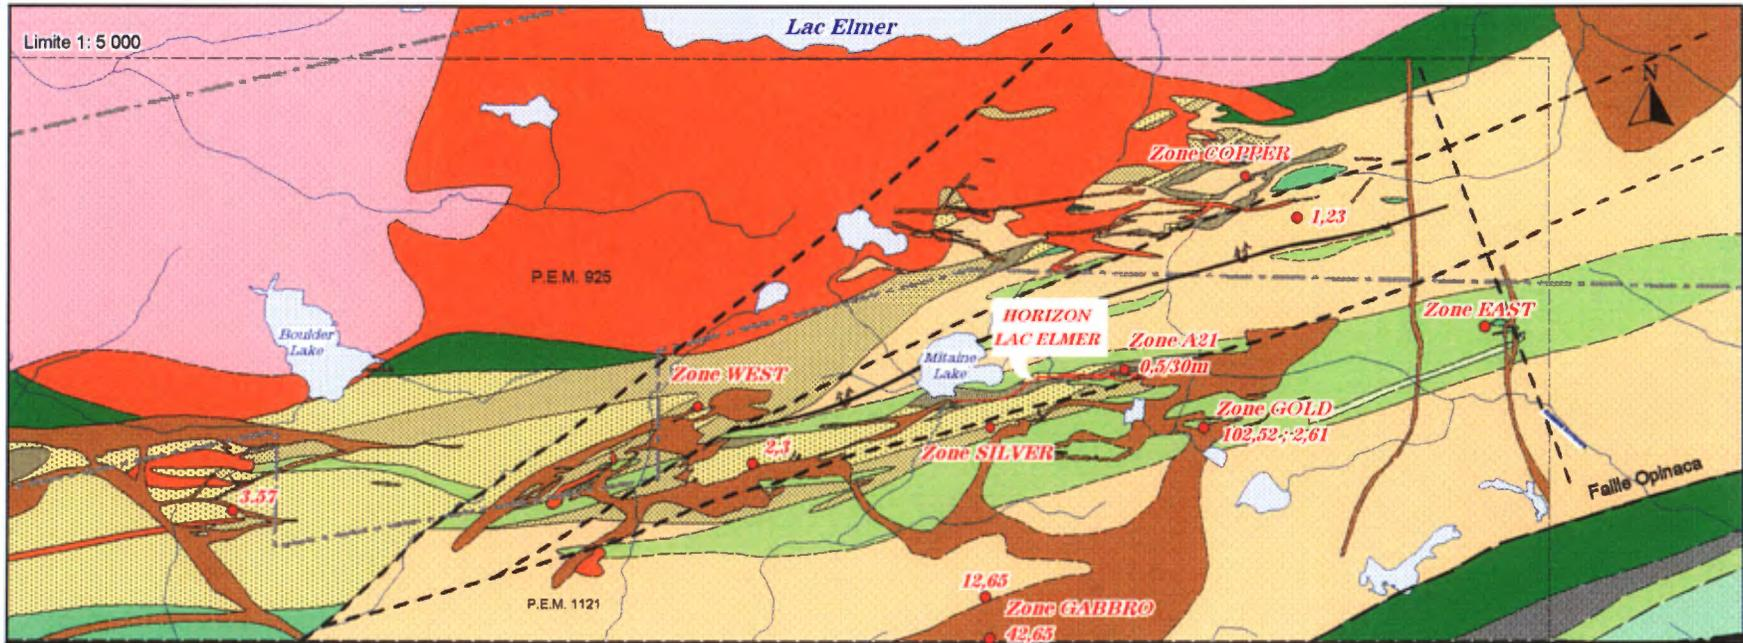 Limite 1: 5 000
Lac Elmer
N
Zone COPPER
1,23
P.E.M. 925
Boulder
Lake
HORIZON
LAC ELMER
Zone EAST
Zone A21
0,5/30m
Mitaine
Lake
Zone WEST
Zone GOLD
102,52 ; 2,61
2,3
Zone SILVER
3.57
Faille Opinaca
12,65
P.E.M. 1121
Zone GABBRO
42,65